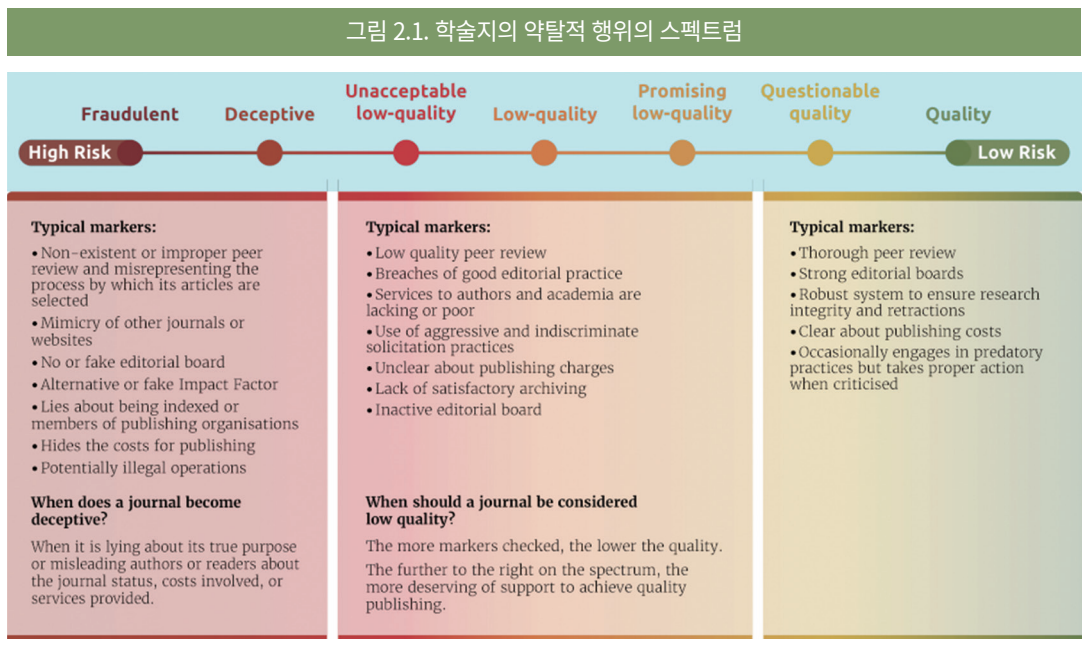 그림 2.1. 학술지의 약탈적 행위의 스펙트럼
Fraudulent
Deceptive
Unacceptable
low-quality
Low-quality
Promising
low-quality
Questionable
quality
Quality
High Risk
Low Risk
Typical markers:
• Non-existent or improper peer
review and misrepresenting the
process by which its articles are
selected
• Mimicry of other journals or
websites
• No or fake editorial board
• Alternative or fake Impact Factor
• Lies about being indexed or
members of publishing organisations
• Hides the costs for publishing
• Potentially illegal operations
When does a journal become
deceptive?
When it is lying about its true purpose
or misleading authors or readers about
the journal status, costs involved, or
services provided.
Typical markers:
• Low quality peer review
• Breaches of good editorial practice
• Services to authors and academia are
lacking or poor
• Use of aggressive and indiscriminate
solicitation practices
• Unclear about publishing charges
• Lack of satisfactory archiving
• Inactive editorial board
When should a journal be considered
low quality?
The more markers checked, the lower the quality.
The further to the right on the spectrum, the
more deserving of support to achieve quality
publishing.
Typical markers:
• Thorough peer review
• Strong editorial boards
• Robust system to ensure research
integrity and retractions
• Clear about publishing costs
• Occasionally engages in predatory
practices but takes proper action
when criticised